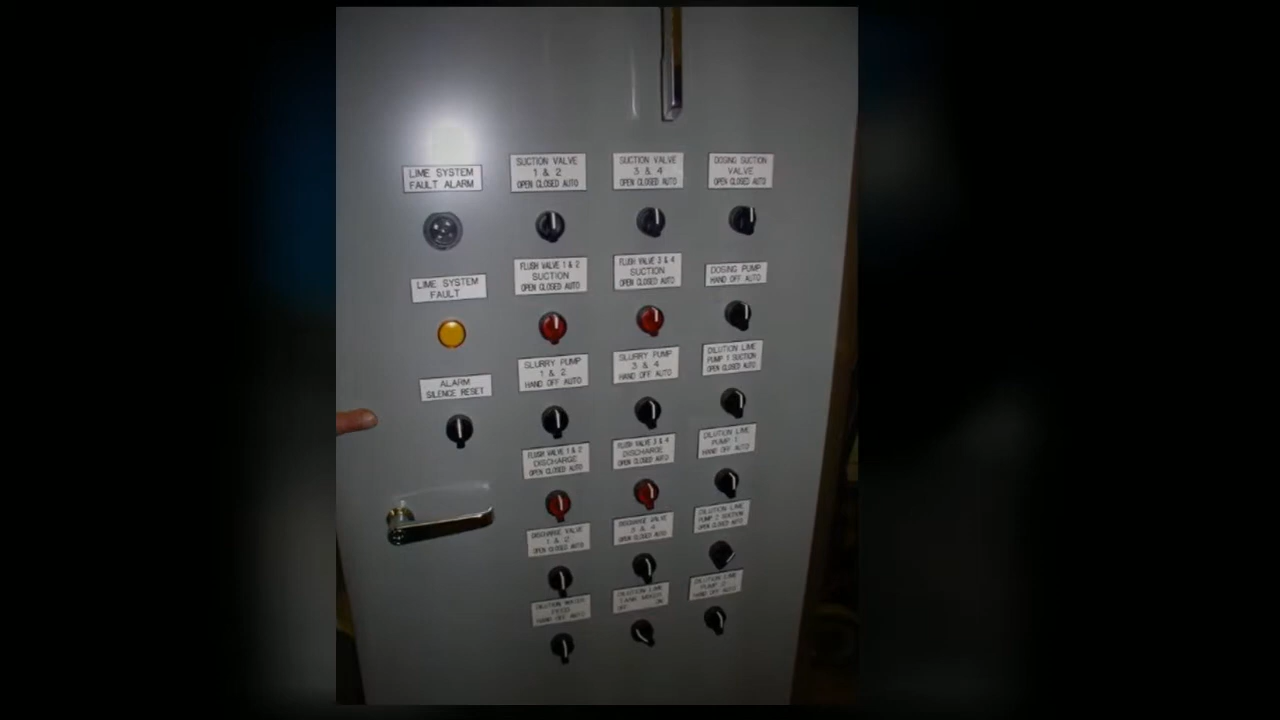 LIME SYSTEM
FAULT ALARM
SUCTION VALVE
1 & 2
OPEN CLOSED AUTO
SUCTION VALVE
3 & 4
OPEN CLOSED AUTO
DOSING SUCTION
VALVE
OPEN CLOSED AUTO
LIME SYSTEM
FAULT
FLUSH VALVE 1 & 2
SUCTION
OPEN CLOSED AUTO
FLUSH VALVE 3 & 4
SUCTION
OPEN CLOSED AUTO
DOSING PUMP
HAND OFF AUTO
ALARM
SILENCE RESET
SLURRY PUMP
1 & 2
HAND OFF AUTO
SLURRY PUMP
3 & 4
HAND OFF AUTO
DILUTION LIME
PUMP 1 SUCTION
OPEN CLOSED AUTO
FLUSH VALVE 1 & 2
DISCHARGE
OPEN CLOSED AUTO
FLUSH VALVE 3 & 4
DISCHARGE
OPEN CLOSED AUTO
DILUTION LIME
PUMP 1
HAND OFF AUTO
DISCHARGE VALVE
1 & 2
OPEN CLOSED AUTO
DISCHARGE VALVE
3 & 4
OPEN CLOSED AUTO
DILUTION LIME
PUMP 2 SUCTION
OPEN CLOSED AUTO
DILUTION WATER
FEED
HAND OFF AUTO
DILUTION LIME
TANK MIXER
OFF ON
DILUTION LIME
PUMP 2
HAND OFF AUTO